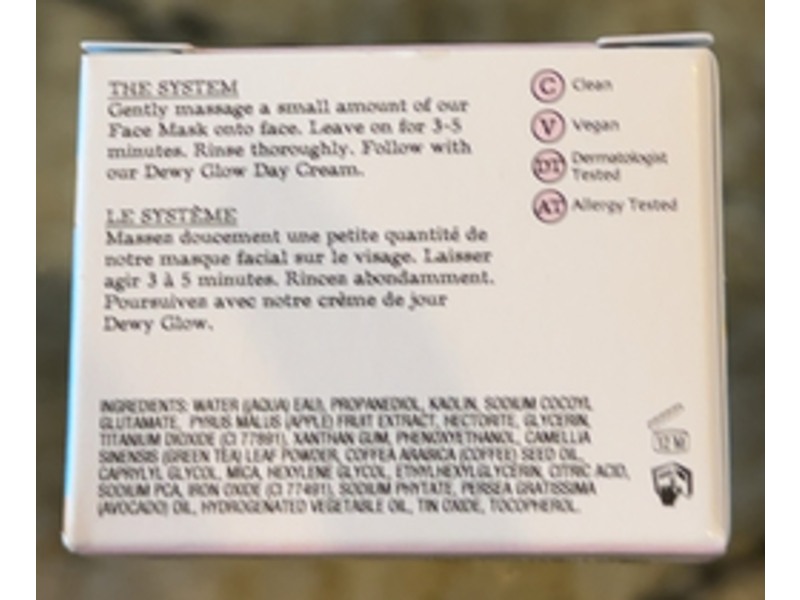 THE SYSTEM
Gently massage a small amount of our
Face Mask onto face. Leave on for 3-5
minutes. Rinse thoroughly. Follow with
our Dewy Glow Day Cream.
LE SYSTÈME
Massez doucement une petite quantité de
notre masque facial sur le visage. Laisser
agir 3 à 5 minutes. Rincez abondamment.
Poursuivez avec notre crème de jour
Dewy Glow.
C Clean
V Vegan
DT Dermatologist
Tested
AT Allergy Tested
INGREDIENTS: WATER ((AQUA) EAU), PROPANEDIOL, KAOLIN, SODIUM COCOYL
GLUTAMATE, PYRUS MALUS (APPLE) FRUIT EXTRACT, HECTORITE, GLYCERIN,
TITANIUM DIOXIDE (CI 77891), XANTHAN GUM, PHENOXYETHANOL, CAMELLIA
SINENSIS (GREEN TEA) LEAF POWDER, COFFEA ARABICA (COFFEE) SEED OIL,
CAPRYLYL GLYCOL, MICA, HEXYLENE GLYCOL, ETHYLHEXYLGLYCERIN, CITRIC ACID,
SODIUM PCA, IRON OXIDE (CI 77491), SODIUM PHYTATE, PERSEA GRATISSIMA
(AVOCADO) OIL, HYDROGENATED VEGETABLE OIL, TIN OXIDE, TOCOPHEROL.
12 M